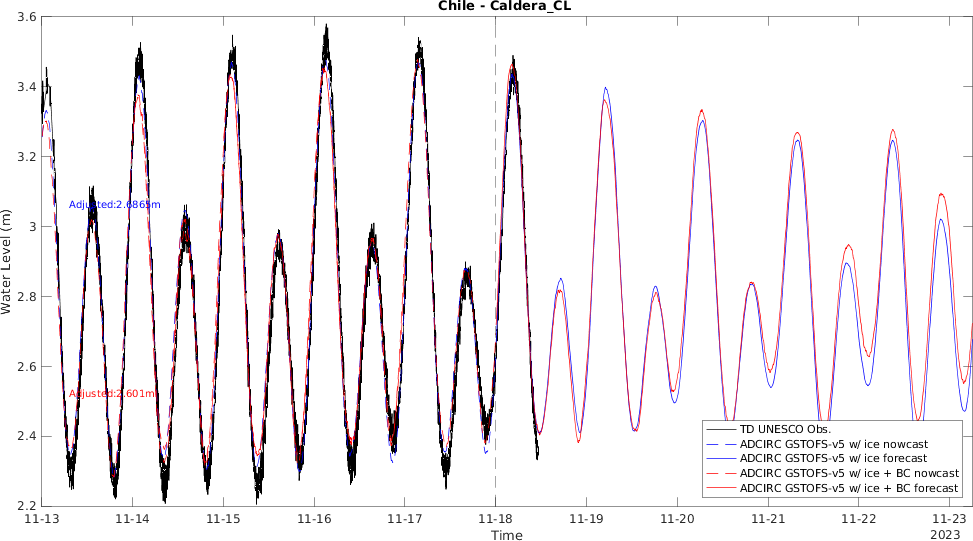 Chile - Caldera_CL
3.6
3.4
3.2
3
2.8
2.6
2.4
2.2
Water Level (m)
Adjusted:2.6865m
Adjusted:2.601m
TD UNESCO Obs.
ADCIRC GSTOFS-v5 w/ ice nowcast
ADCIRC GSTOFS-v5 w/ ice forecast
ADCIRC GSTOFS-v5 w/ ice + BC nowcast
ADCIRC GSTOFS-v5 w/ ice + BC forecast
11-13 11-14 11-15 11-16 11-17 11-18 11-19 11-20 11-21 11-22 11-23
Time
2023